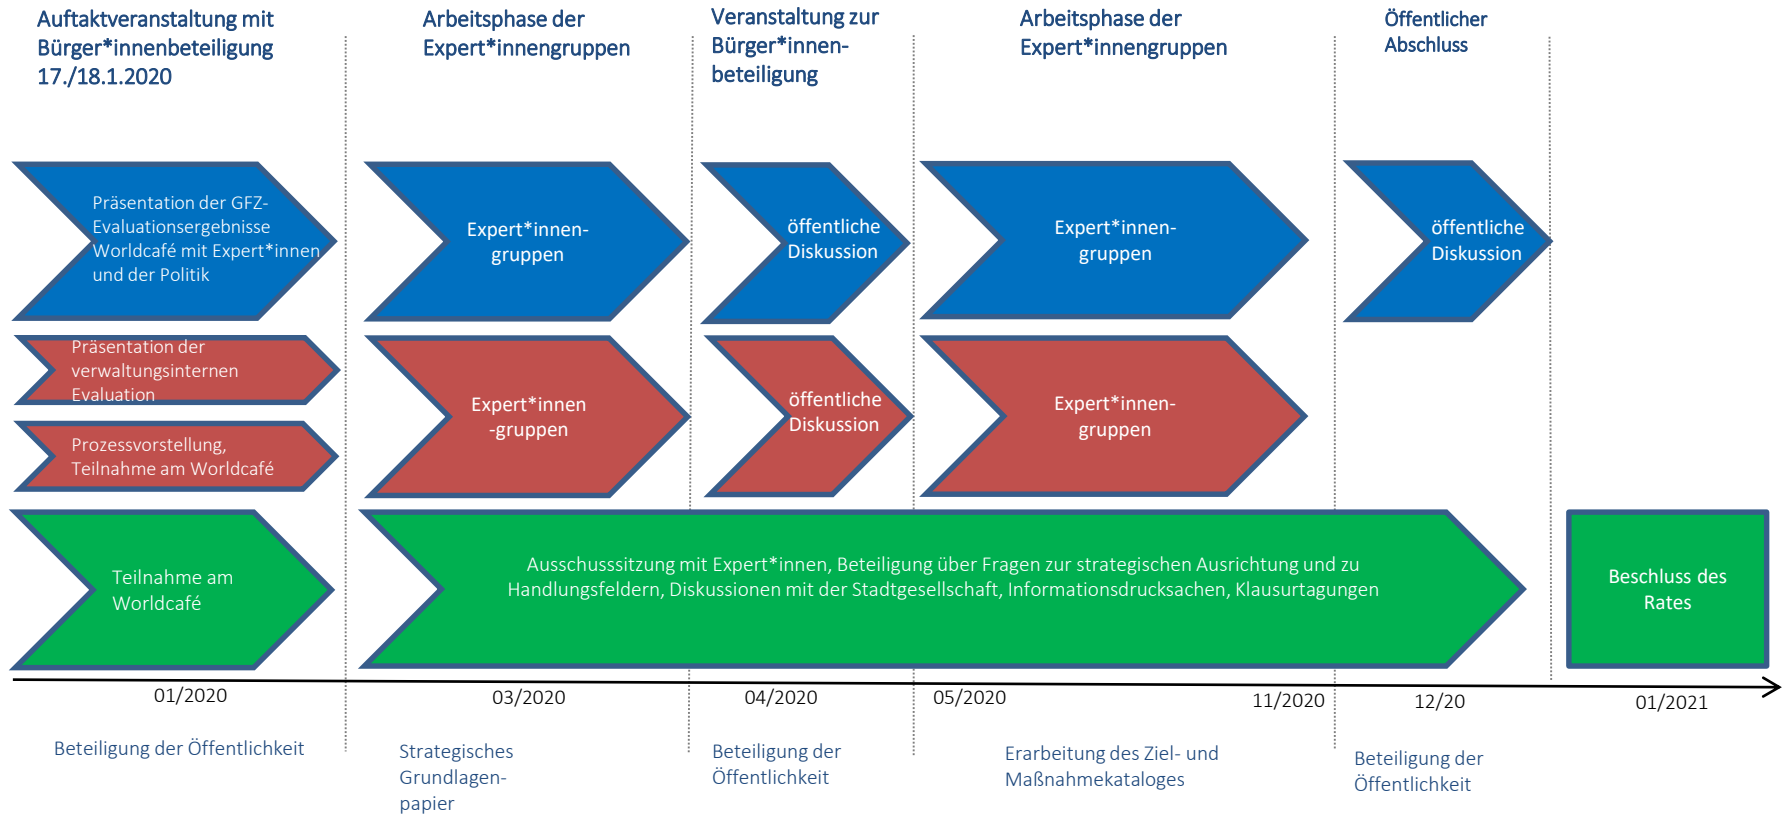 Auftaktveranstaltung mit
Bürger*innenbeteiligung
17./18.1.2020
Arbeitsphase der
Expert*innengruppen
Veranstaltung zur
Bürger*innen-
beteiligung
Arbeitsphase der
Expert*innengruppen
Öffentlicher
Abschluss
Präsentation der GFZ-
Evaluationsergebnisse
Worldcafé mit Expert*innen
und der Politik
Expert*innen-
gruppen
öffentliche
Diskussion
Expert*innen-
gruppen
öffentliche
Diskussion
Präsentation der
verwaltungsinternen
Evaluation
Prozessvorstellung,
Teilnahme am Worldcafé
Expert*innen
-gruppen
öffentliche
Diskussion
Expert*innen-
gruppen
Teilnahme am
Worldcafé
Ausschusssitzung mit Expert*innen, Beteiligung über Fragen zur strategischen Ausrichtung und zu
Handlungsfeldern, Diskussionen mit der Stadtgesellschaft, Informationsdrucksachen, Klausurtagungen
Beschluss des
Rates
01/2020
03/2020
04/2020
05/2020
11/2020
12/20
01/2021
Beteiligung der Öffentlichkeit
Strategisches
Grundlagen-
papier
Beteiligung der
Öffentlichkeit
Erarbeitung des Ziel- und
Maßnahmekataloges
Beteiligung der
Öffentlichkeit